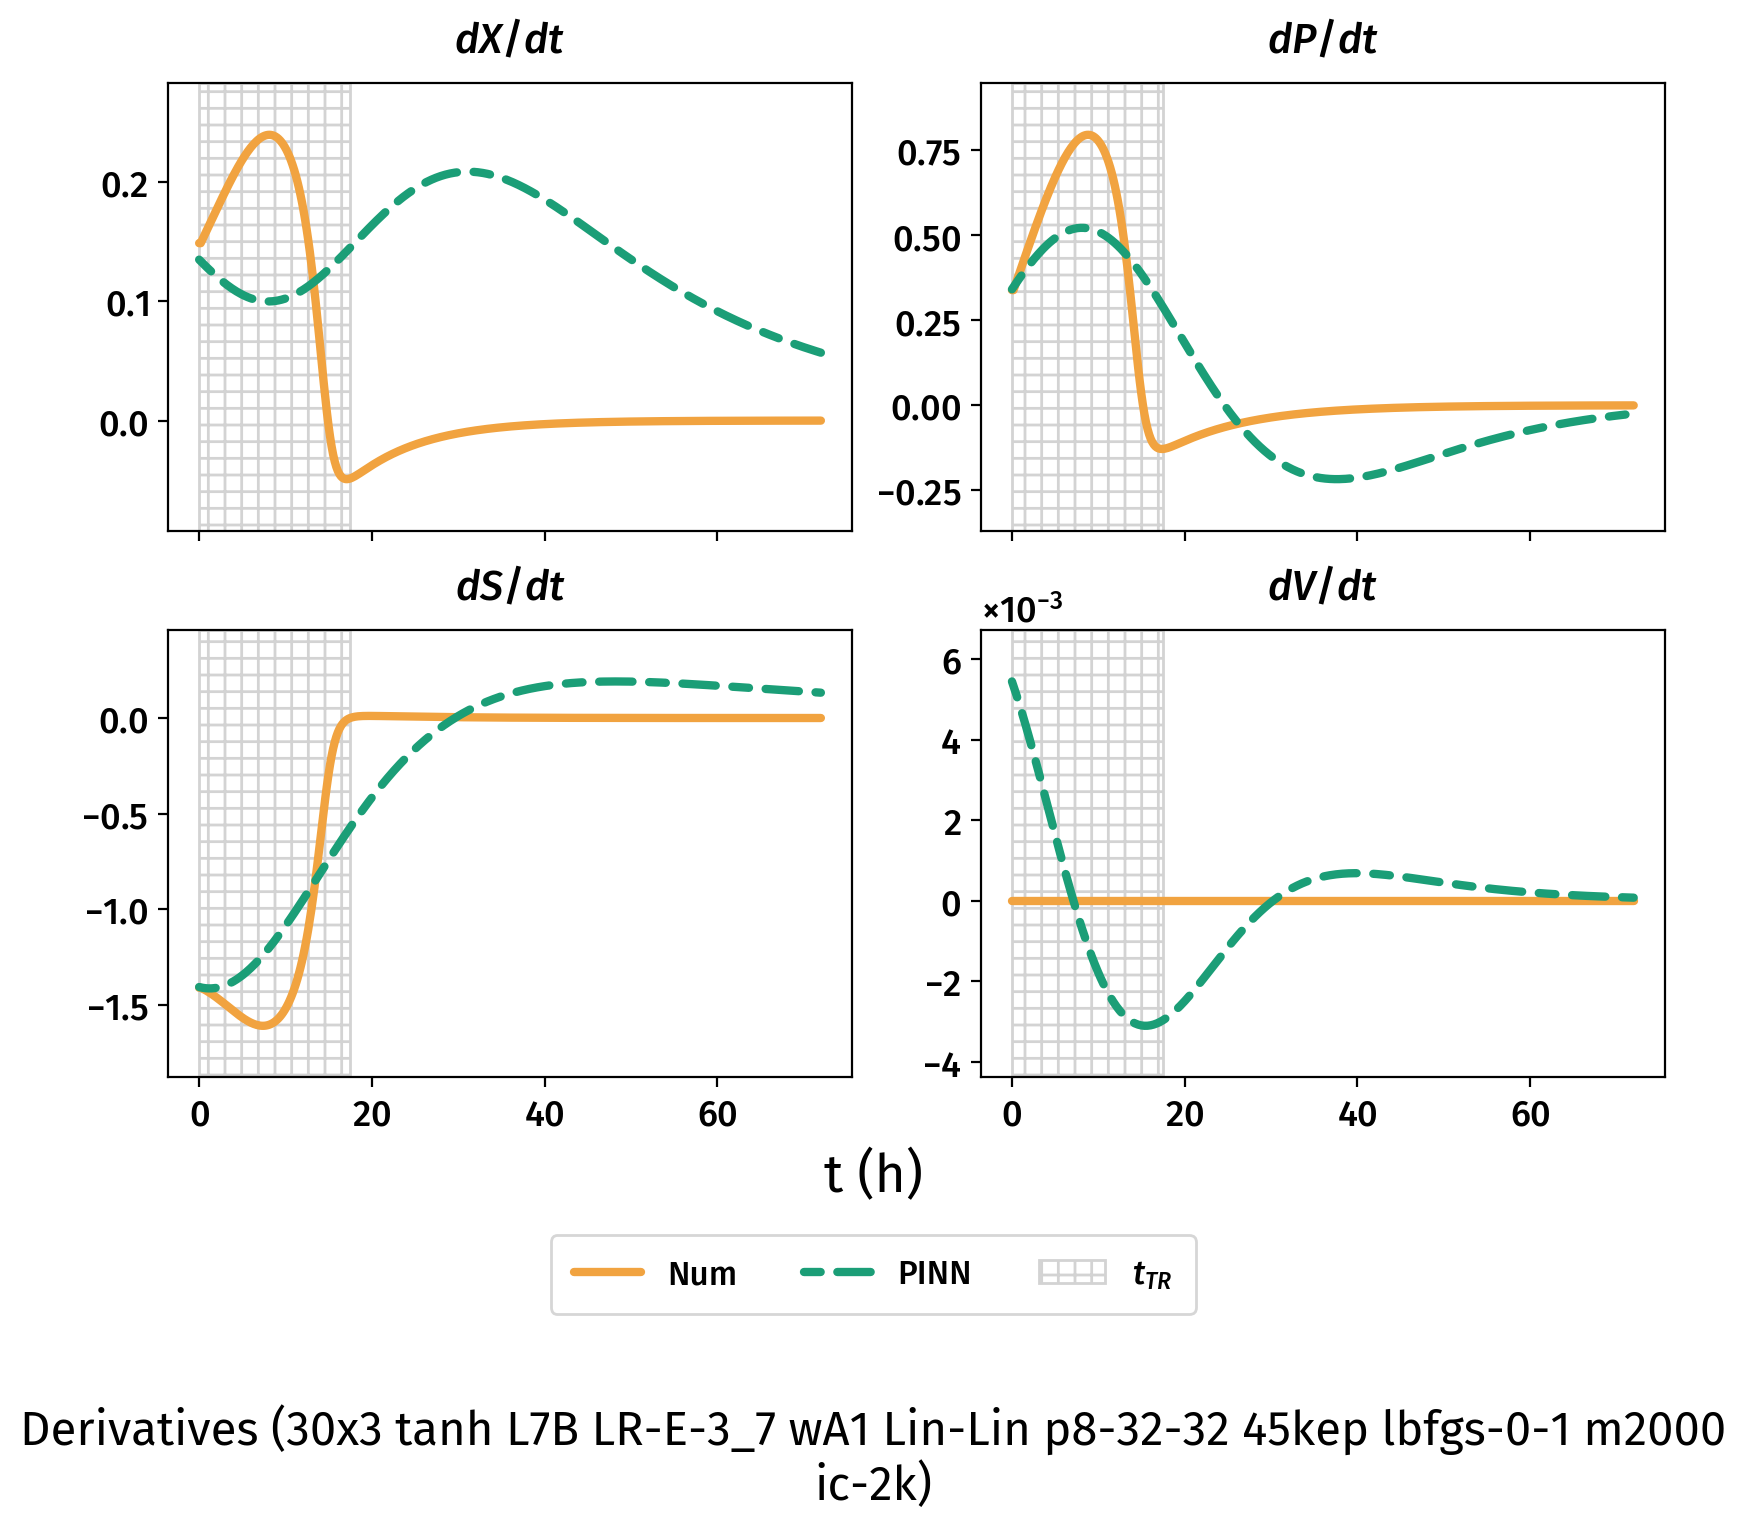 dX/dt
dP/dt
0.2
0.1
0.0
0.75
0.50
0.25
0.00
−0.25
dS/dt
×10⁻³
dV/dt
0.0
−0.5
−1.0
−1.5
6
4
2
0
−2
−4
0 20 40 60
0 20 40 60
t (h)
Num PINN t_TR
Derivatives (30x3 tanh L7B LR-E-3_7 wA1 Lin-Lin p8-32-32 45kep lbfgs-0-1 m2000
ic-2k)